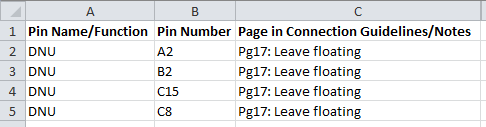 A B C
1 Pin Name/Function Pin Number Page in Connection Guidelines/Notes
2 DNU A2 Pg17: Leave floating
3 DNU B2 Pg17: Leave floating
4 DNU C15 Pg17: Leave floating
5 DNU C8 Pg17: Leave floating